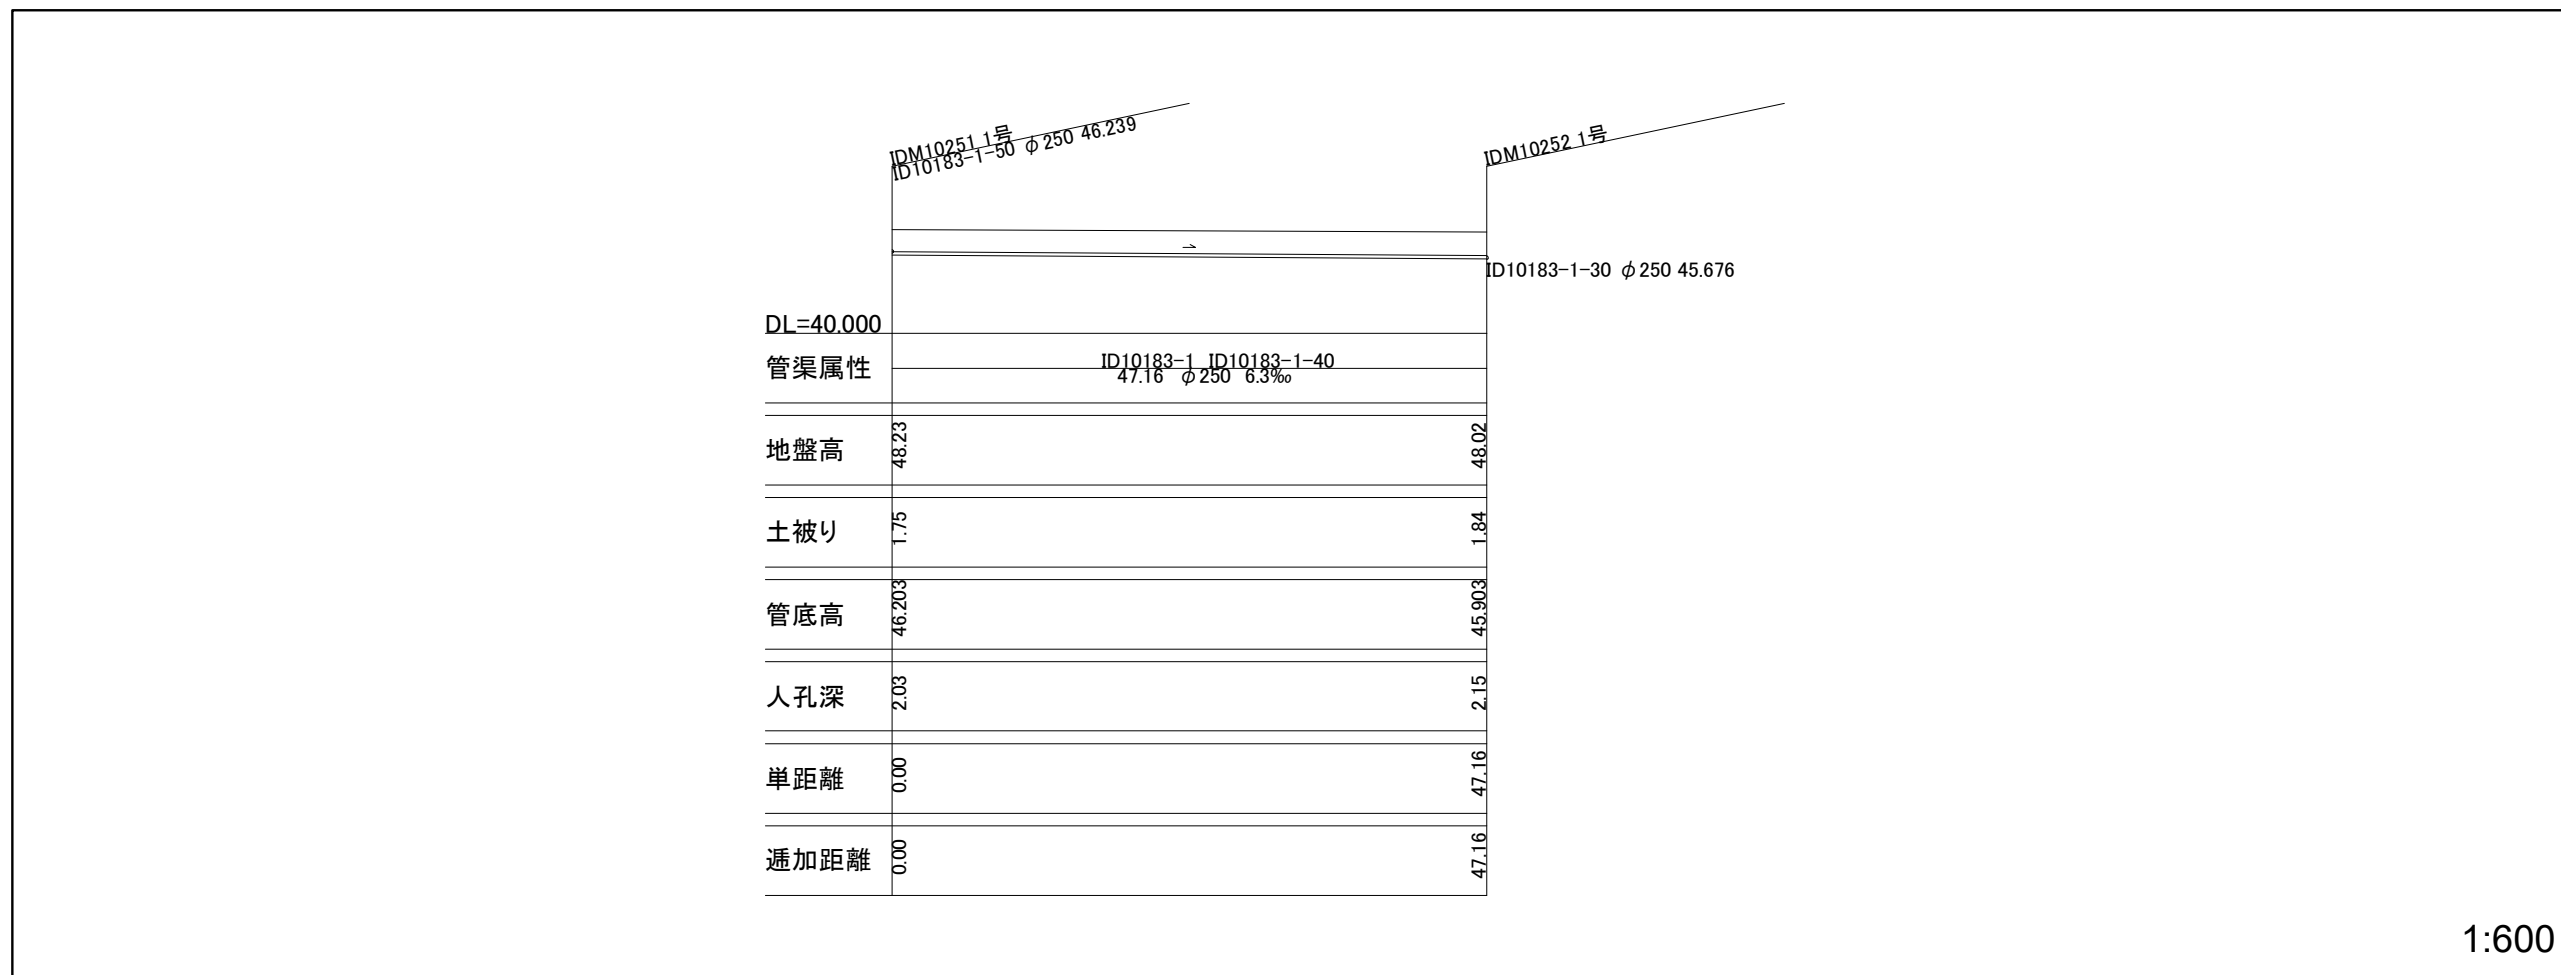 IDM10251 1号
ID10183-1-50 φ250 46.239
IDM10252 1号
ID10183-1-30 φ250 45.676
DL=40.000
管渠属性
ID10183-1 ID10183-1-40
47.16 φ250 6.3‰
地盤高 48.23 48.02
土被り 1.75 1.84
管底高 46.203 45.903
人孔深 2.03 2.15
単距離 0.00 47.16
逓加距離 0.00 47.16
1:600